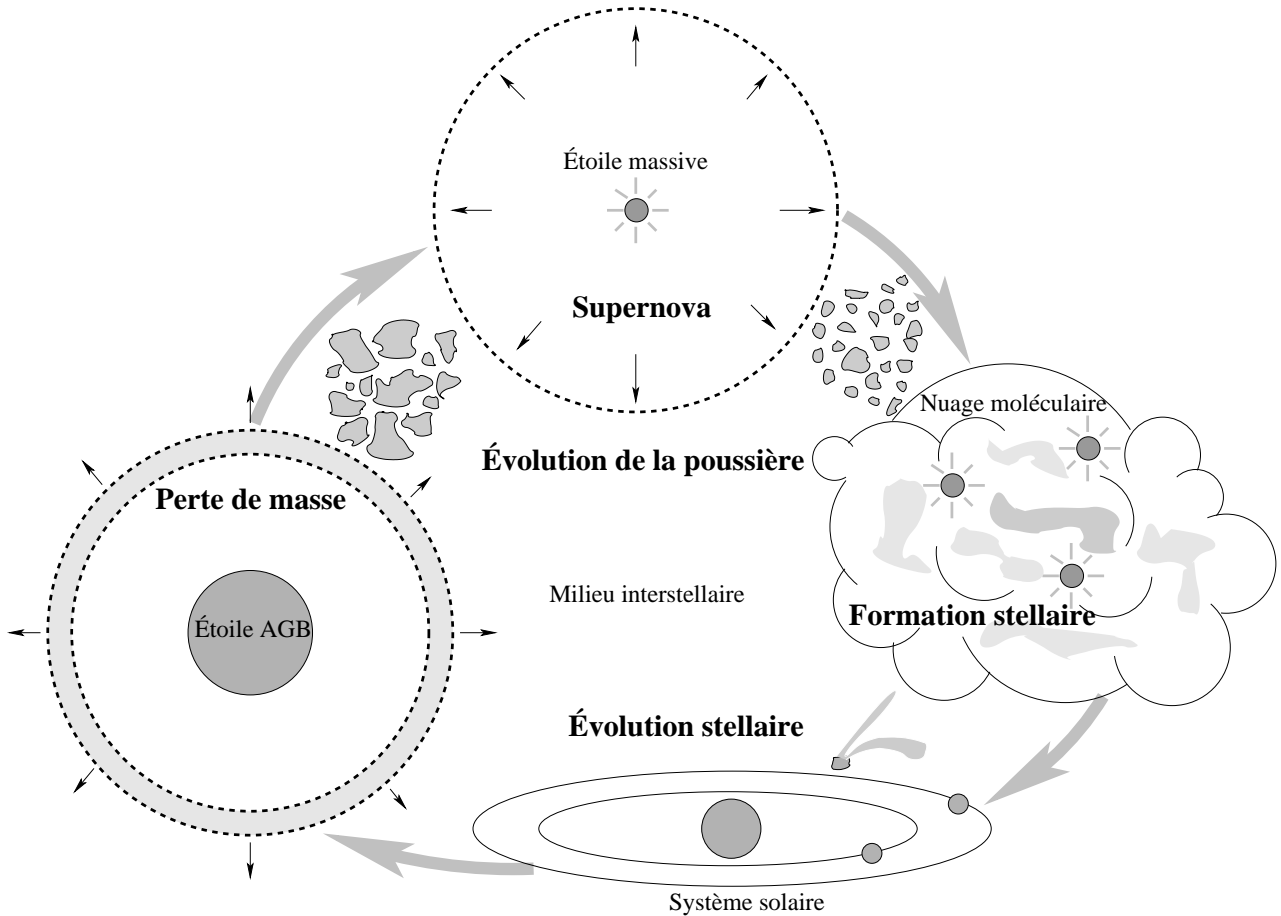 Étoile massive
Supernova
Nuage moléculaire
Évolution de la poussière
Perte de masse
Milieu interstellaire
Formation stellaire
Étoile AGB
Évolution stellaire
Système solaire